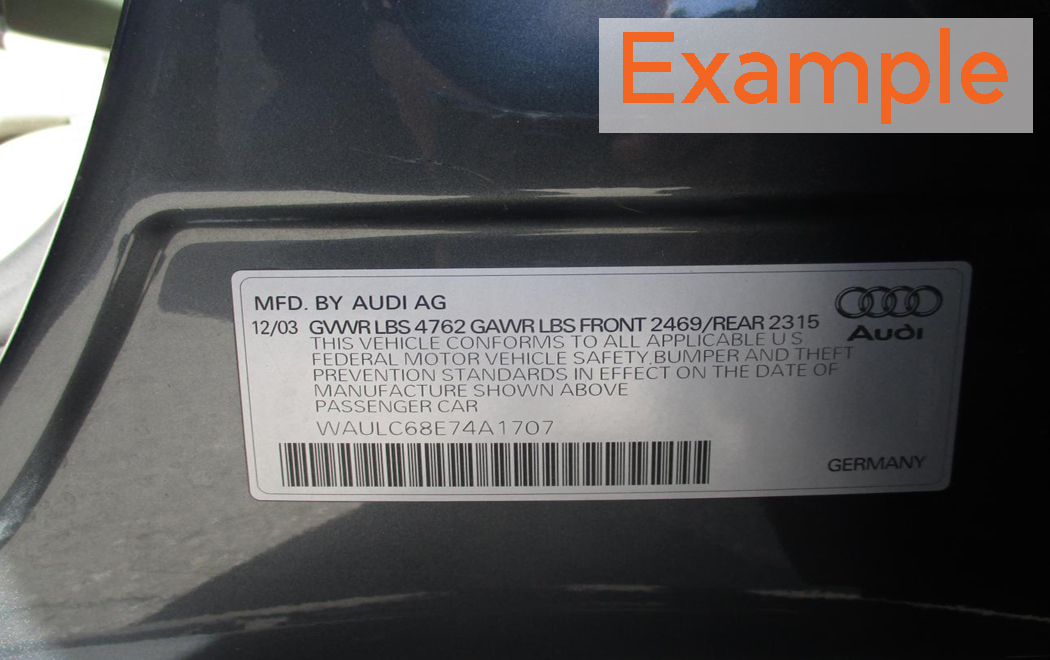 Example
MFD. BY AUDI AG
12/03 GVWR LBS 4762 GAWR LBS FRONT 2469/REAR 2315
Audi
THIS VEHICLE CONFORMS TO ALL APPLICABLE U S
FEDERAL MOTOR VEHICLE SAFETY, BUMPER AND THEFT
PREVENTION STANDARDS IN EFFECT ON THE DATE OF
MANUFACTURE SHOWN ABOVE
PASSENGER CAR
WAULC68E74A1707
GERMANY